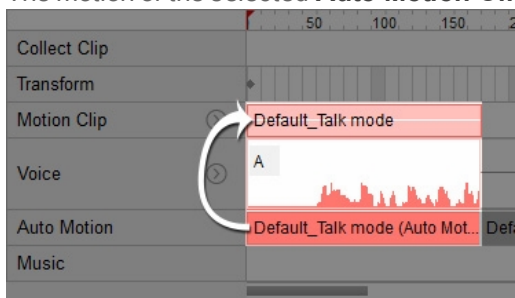 50 100 150
Collect Clip
Transform
Motion Clip Default_Talk mode
Voice A
Auto Motion Default_Talk mode (Auto Mot...
Music